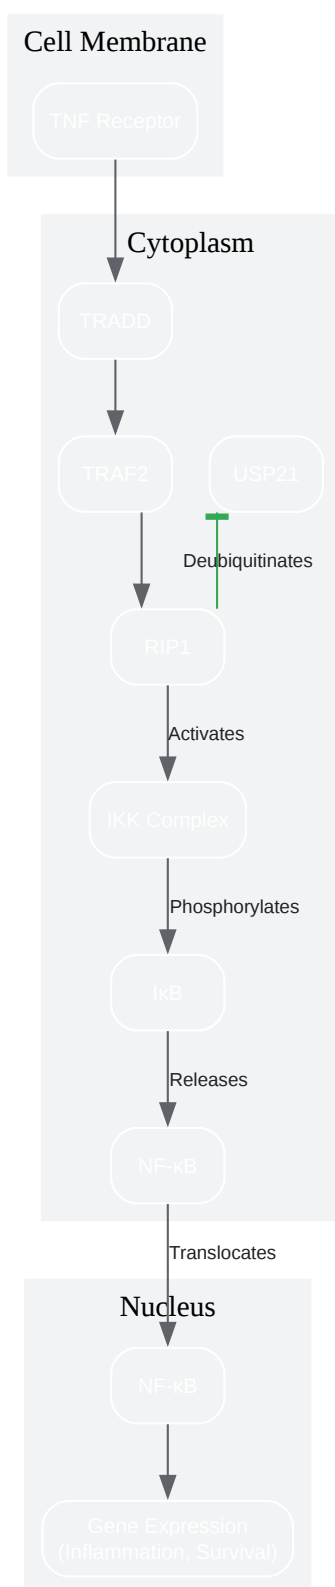 Cell Membrane
TNF Receptor
Cytoplasm
TRADD
TRAF2
USP21
Deubiquitinates
RIP1
Activates
IKK Complex
Phosphorylates
IκB
Releases
NF-κB
Translocates
Nucleus
NF-κB
Gene Expression
(Inflammation, Survival)